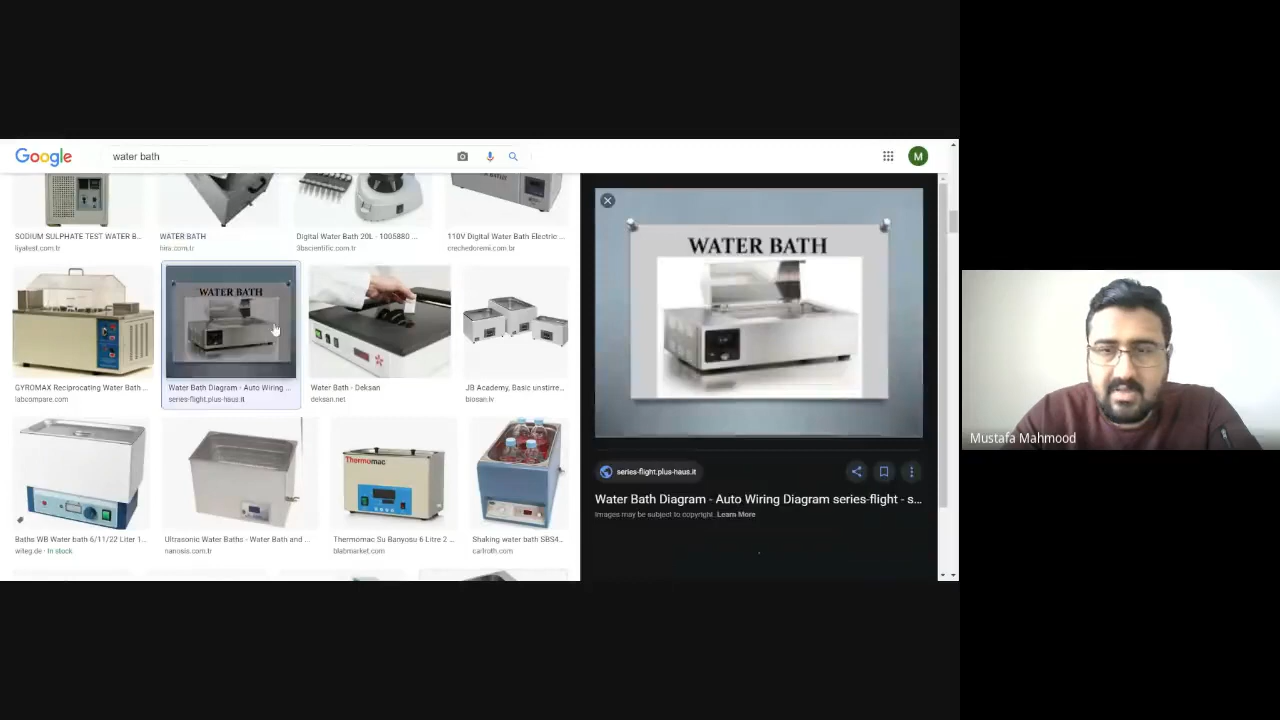 Google
water bath
M
SODIUM SULPHATE TEST WATER B...
liyatest.com.tr
WATER BATH
hira.com.tr
Digital Water Bath 20L - 1005880 ...
3bscientific.com.tr
110V Digital Water Bath Electric ...
crechedoremi.com.br
WATER BATH
GYROMAX Reciprocating Water Bath ...
labcompare.com
WATER BATH
Water Bath Diagram - Auto Wiring ...
series-flight.plus-haus.it
Water Bath - Deksan
deksan.net
JB Academy, Basic unstirre...
biosan.lv
series-flight.plus-haus.it
Water Bath Diagram - Auto Wiring Diagram series-flight - s...
Images may be subject to copyright. Learn More
Thermomac
Baths WB Water bath 6/11/22 Liter 1...
witeg.de - In stock
Ultrasonic Water Baths - Water Bath and ...
nanosis.com.tr
Thermomac Su Banyosu 6 Litre 2 ...
blabmarket.com
Shaking water bath SBS4...
carlroth.com
Mustafa Mahmood